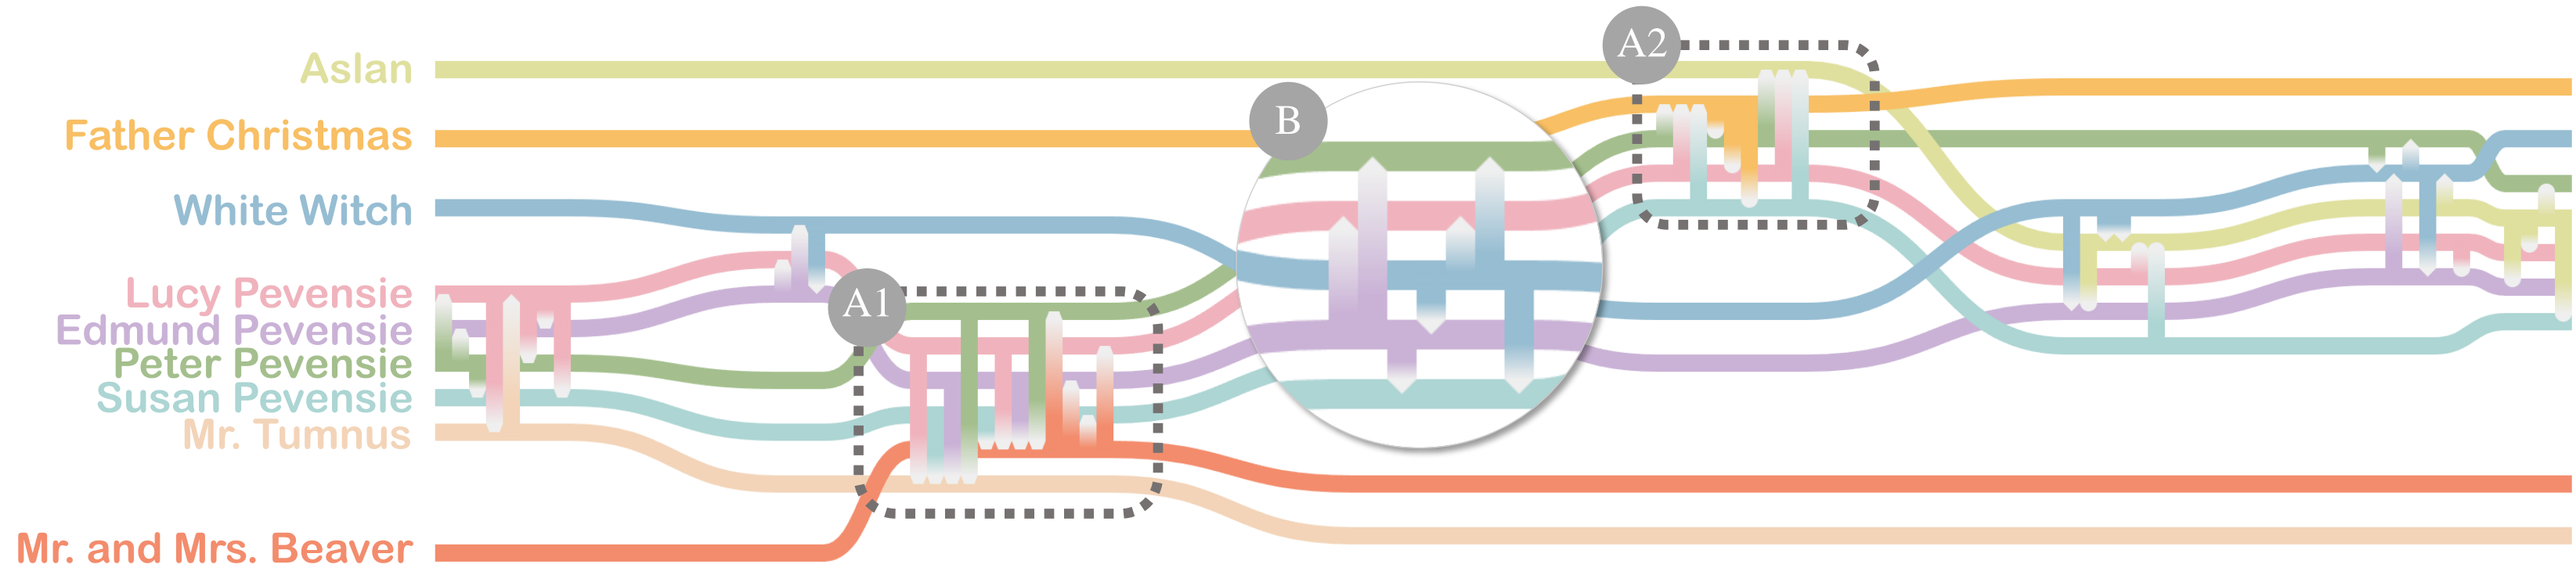 A2
Aslan
B
Father Christmas
White Witch
Lucy Pevensie
A1
Edmund Pevensie
Peter Pevensie
Susan Pevensie
Mr. Tumnus
Mr. and Mrs. Beaver